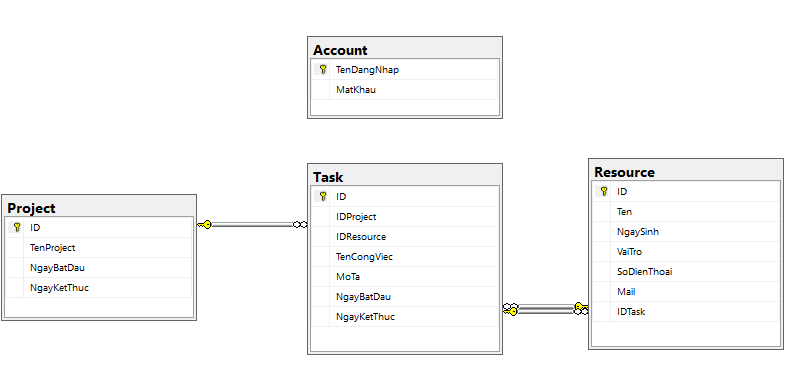 Account
TenDangNhap
MatKhau
Project
ID
TenProject
NgayBatDau
NgayKetThuc
Task
ID
IDProject
IDResource
TenCongViec
MoTa
NgayBatDau
NgayKetThuc
Resource
ID
Ten
NgaySinh
VaiTro
SoDienThoai
Mail
IDTask